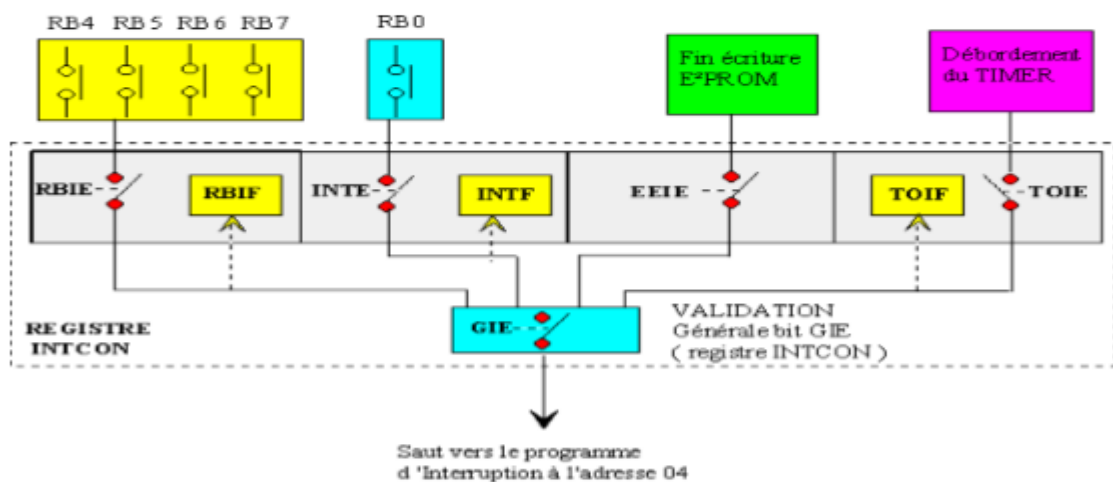 RB4 RB5 RB6 RB7
RB0
Fin écriture
E²PROM
Débordement
du TIMER
RBIE
RBIF
INTE
INTF
EEIE
TOIF
TOIE
GIE
REGISTRE
INTCON
VALIDATION
Générale bit GIE
( registre INTCON )
Saut vers le programme
d 'Interruption à l'adresse 04